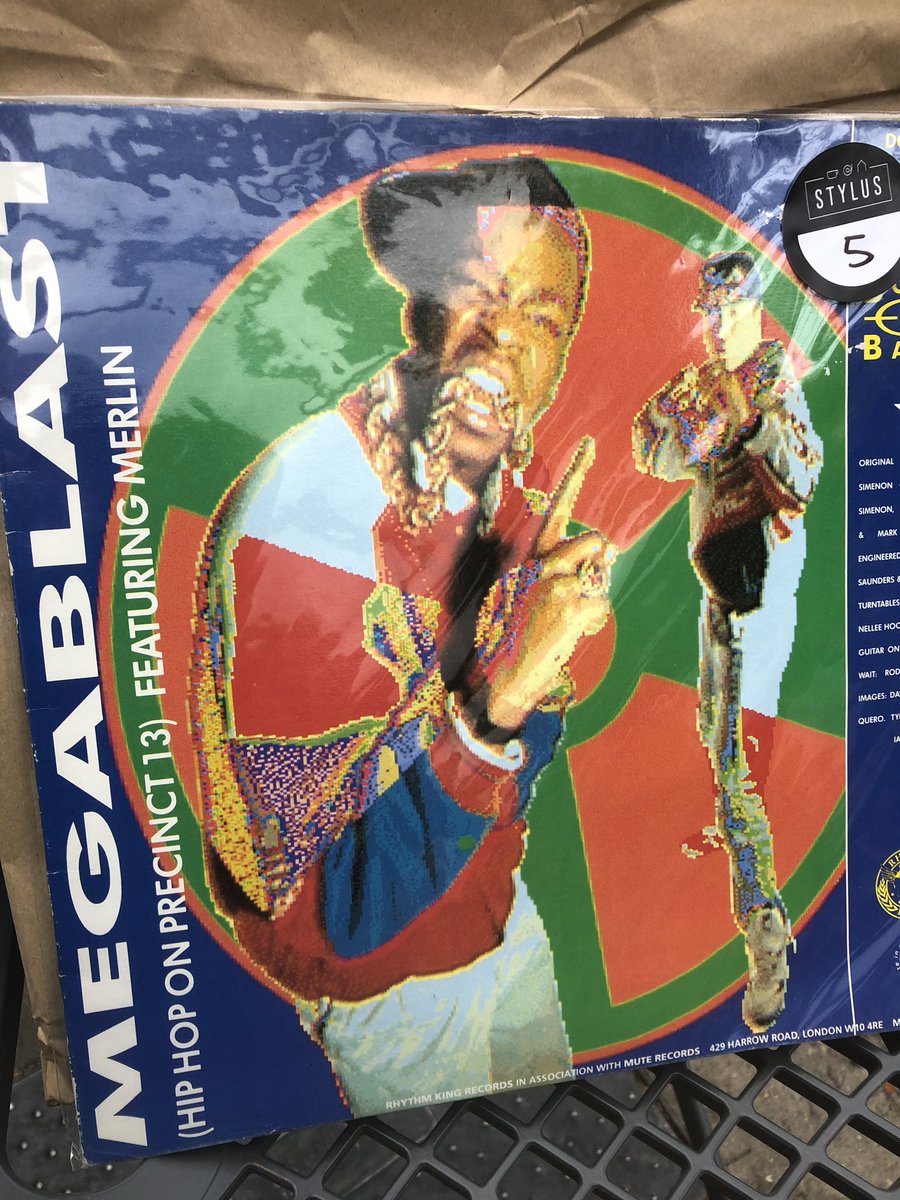 MEGABLAST
(HIP HOP ON PRECINCT 13) FEATURING MERLIN
STYLUS
5
ORIGINAL
SIMENON
SIMENON,
& MARK
ENGINEERED
SAUNDERS &
TURNTABLES
NELLEE HOO
GUITAR ON
WAIT: ROD
IMAGES: DA
QUERO. TY
RHYTHM KING RECORDS IN ASSOCIATION WITH MUTE RECORDS 429 HARROW ROAD, LONDON W10 4RE